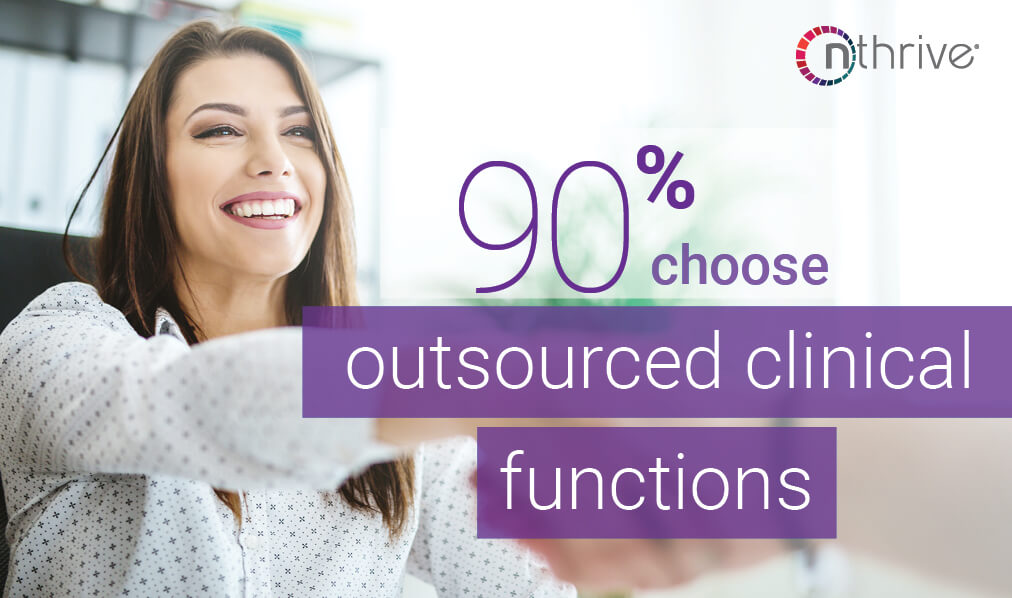 nthrive®
90%
choose
outsourced clinical
functions